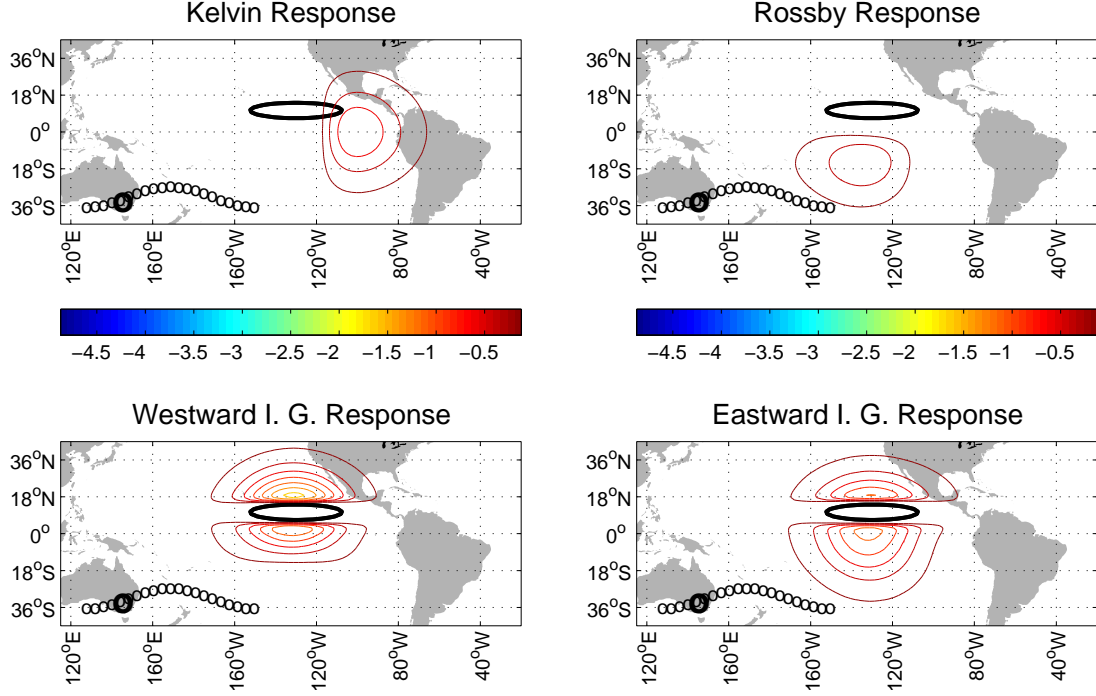 Kelvin Response
Rossby Response
36°N
18°N
0°
18°S
36°S
120°E
160°E
160°W
120°W
80°W
40°W
36°N
18°N
0°
18°S
36°S
120°E
160°E
160°W
120°W
80°W
40°W
−4.5 −4 −3.5 −3 −2.5 −2 −1.5 −1 −0.5
−4.5 −4 −3.5 −3 −2.5 −2 −1.5 −1 −0.5
Westward I. G. Response
Eastward I. G. Response
36°N
18°N
0°
18°S
36°S
120°E
160°E
160°W
120°W
80°W
40°W
36°N
18°N
0°
18°S
36°S
120°E
160°E
160°W
120°W
80°W
40°W